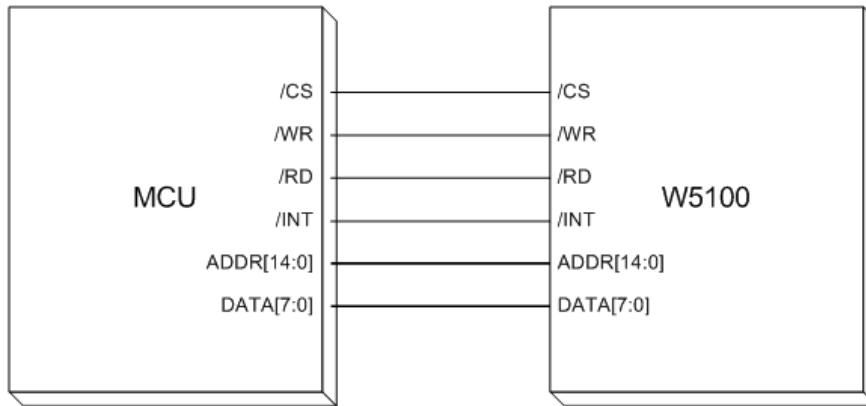 MCU
/CS
/WR
/RD
/INT
ADDR[14:0]
DATA[7:0]
/CS
/WR
/RD
/INT
ADDR[14:0]
DATA[7:0]
W5100